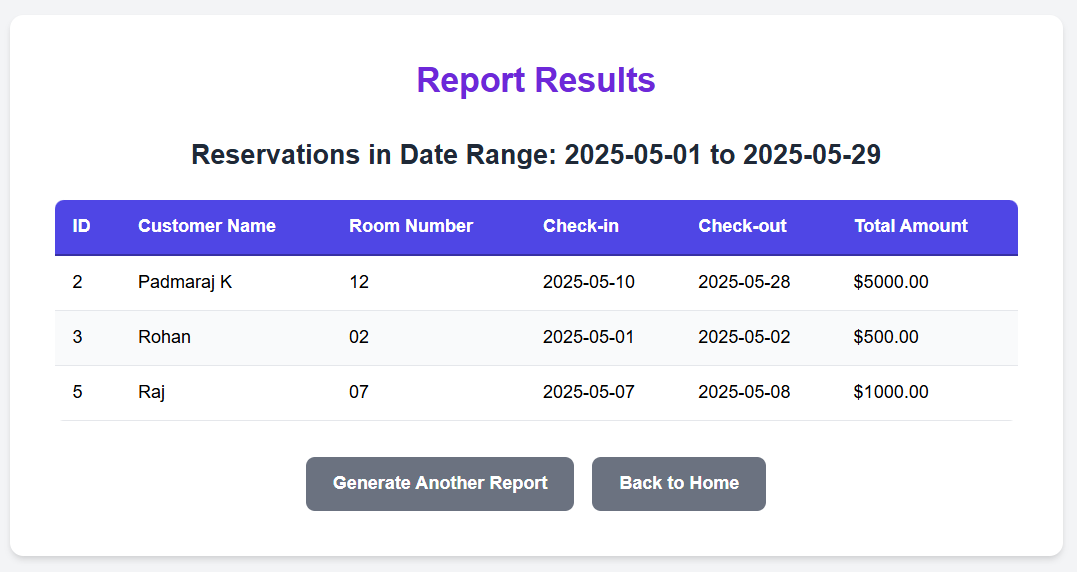 Report Results
Reservations in Date Range: 2025-05-01 to 2025-05-29
ID Customer Name Room Number Check-in Check-out Total Amount
2 Padmaraj K 12 2025-05-10 2025-05-28 $5000.00
3 Rohan 02 2025-05-01 2025-05-02 $500.00
5 Raj 07 2025-05-07 2025-05-08 $1000.00
Generate Another Report Back to Home